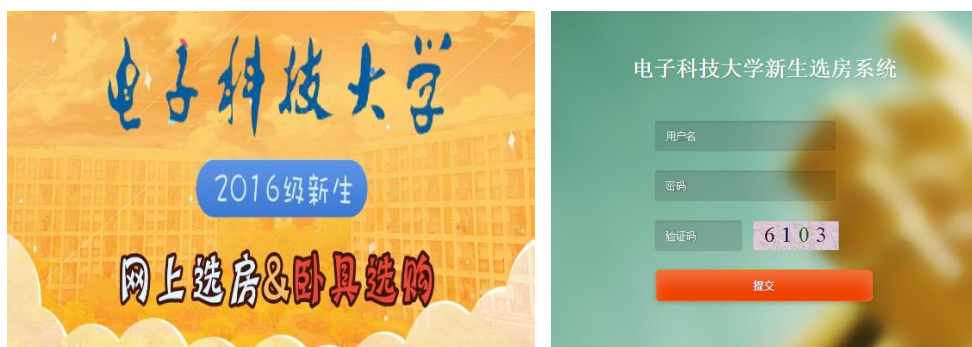 电子科技大学
2016级新生
网上选房&卧具选购
电子科技大学新生选房系统
用户名
密码
验证码 6103
提交